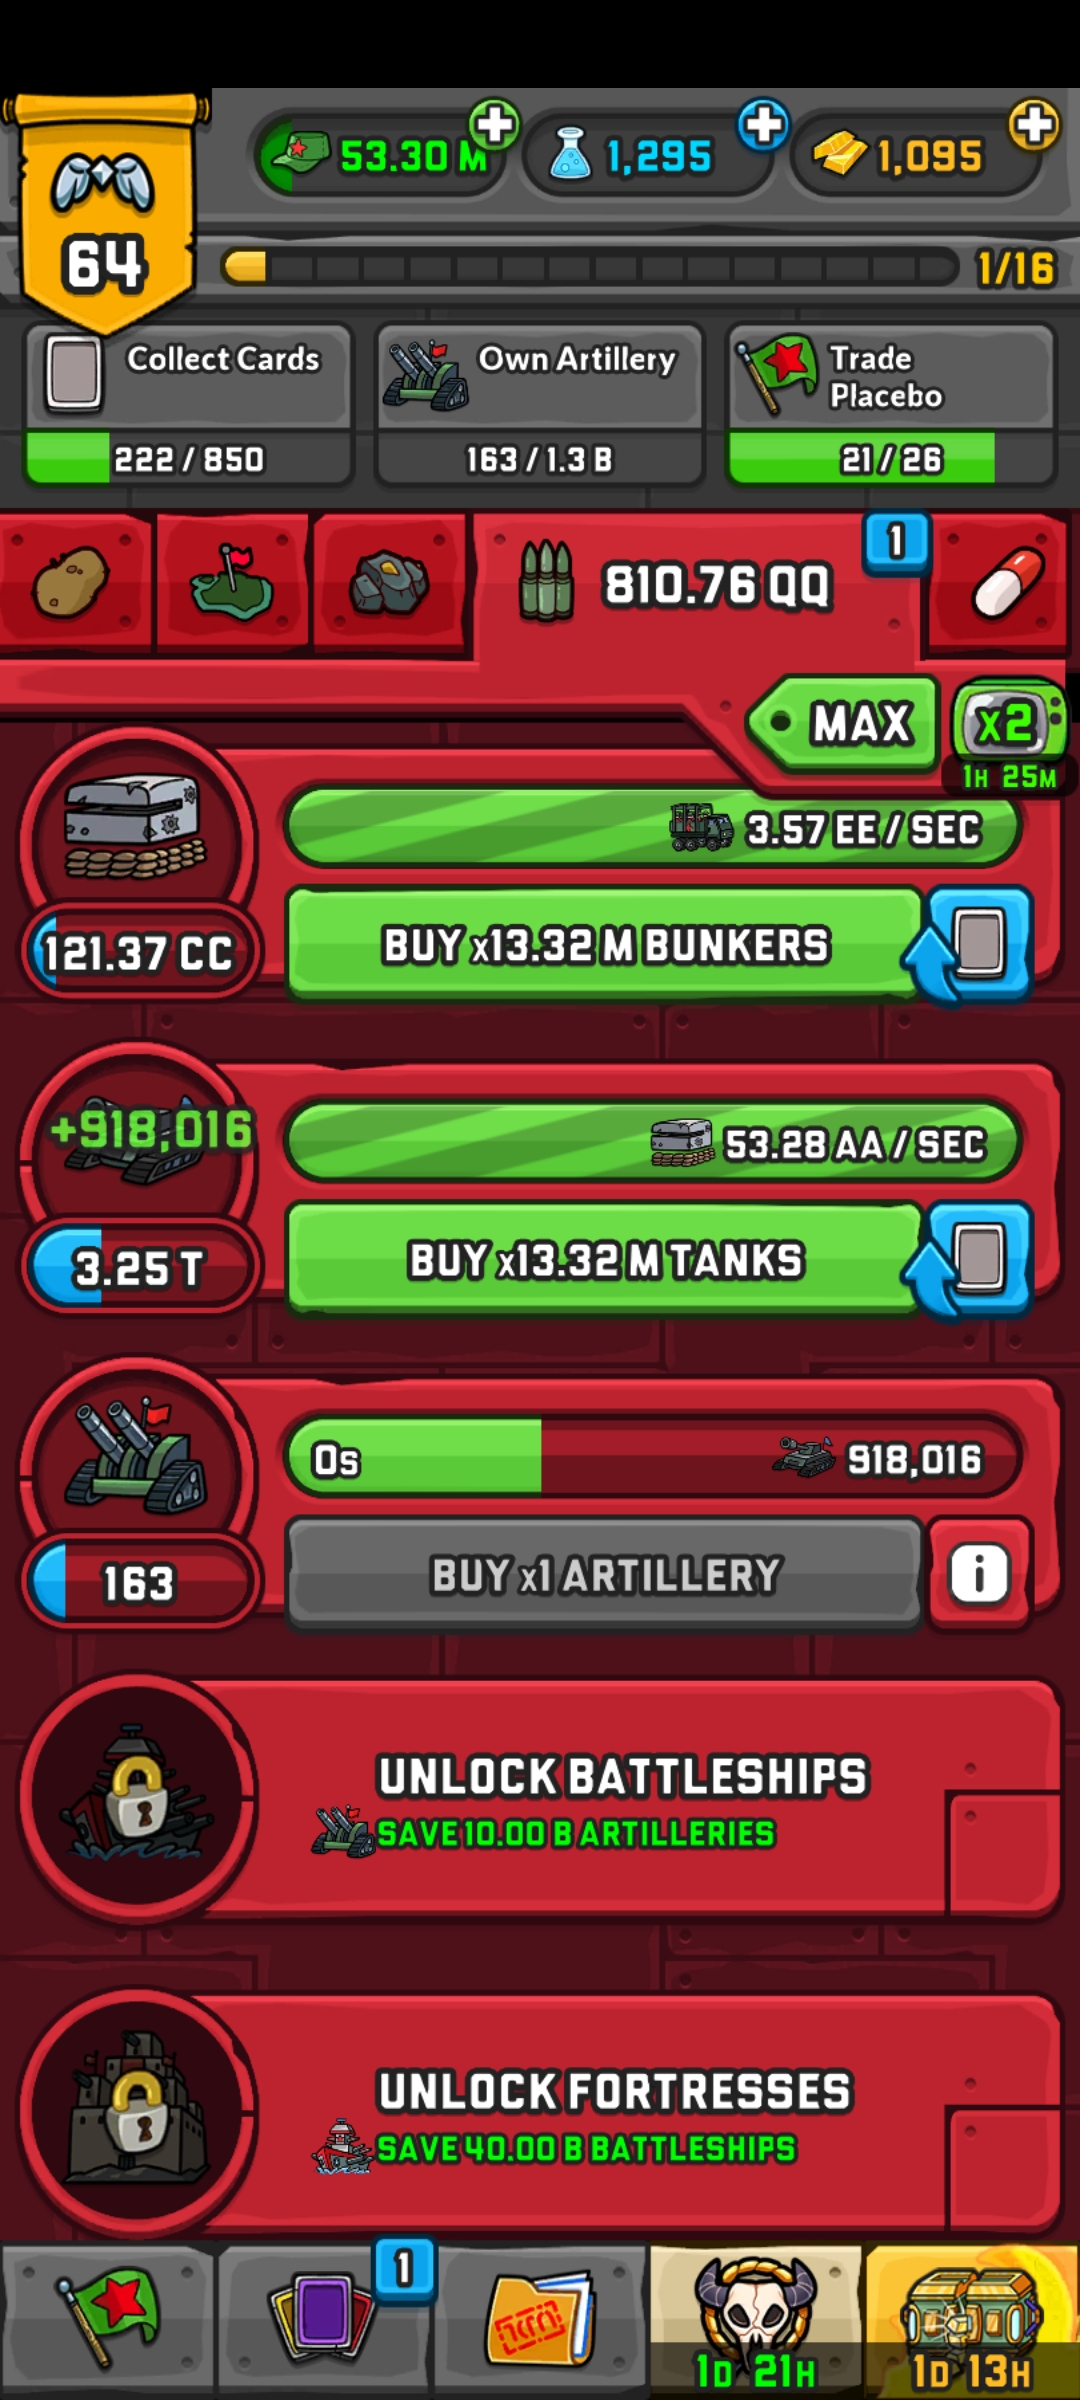 53.30 M
1,295
1,095
64
1/16
Collect Cards
222 / 850
Own Artillery
163 / 1.3 B
Trade
Placebo
21 / 26
810.76 QQ
1
MAX
x2
1H 25M
3.57 EE / SEC
121.37 CC
BUY x13.32 M BUNKERS
+918,016
53.28 AA / SEC
3.25 T
BUY x13.32 M TANKS
0s
918,016
163
BUY x1 ARTILLERY
i
UNLOCK BATTLESHIPS
SAVE 10.00 B ARTILLERIES
UNLOCK FORTRESSES
SAVE 40.00 B BATTLESHIPS
1
1D 21H
1D 13H